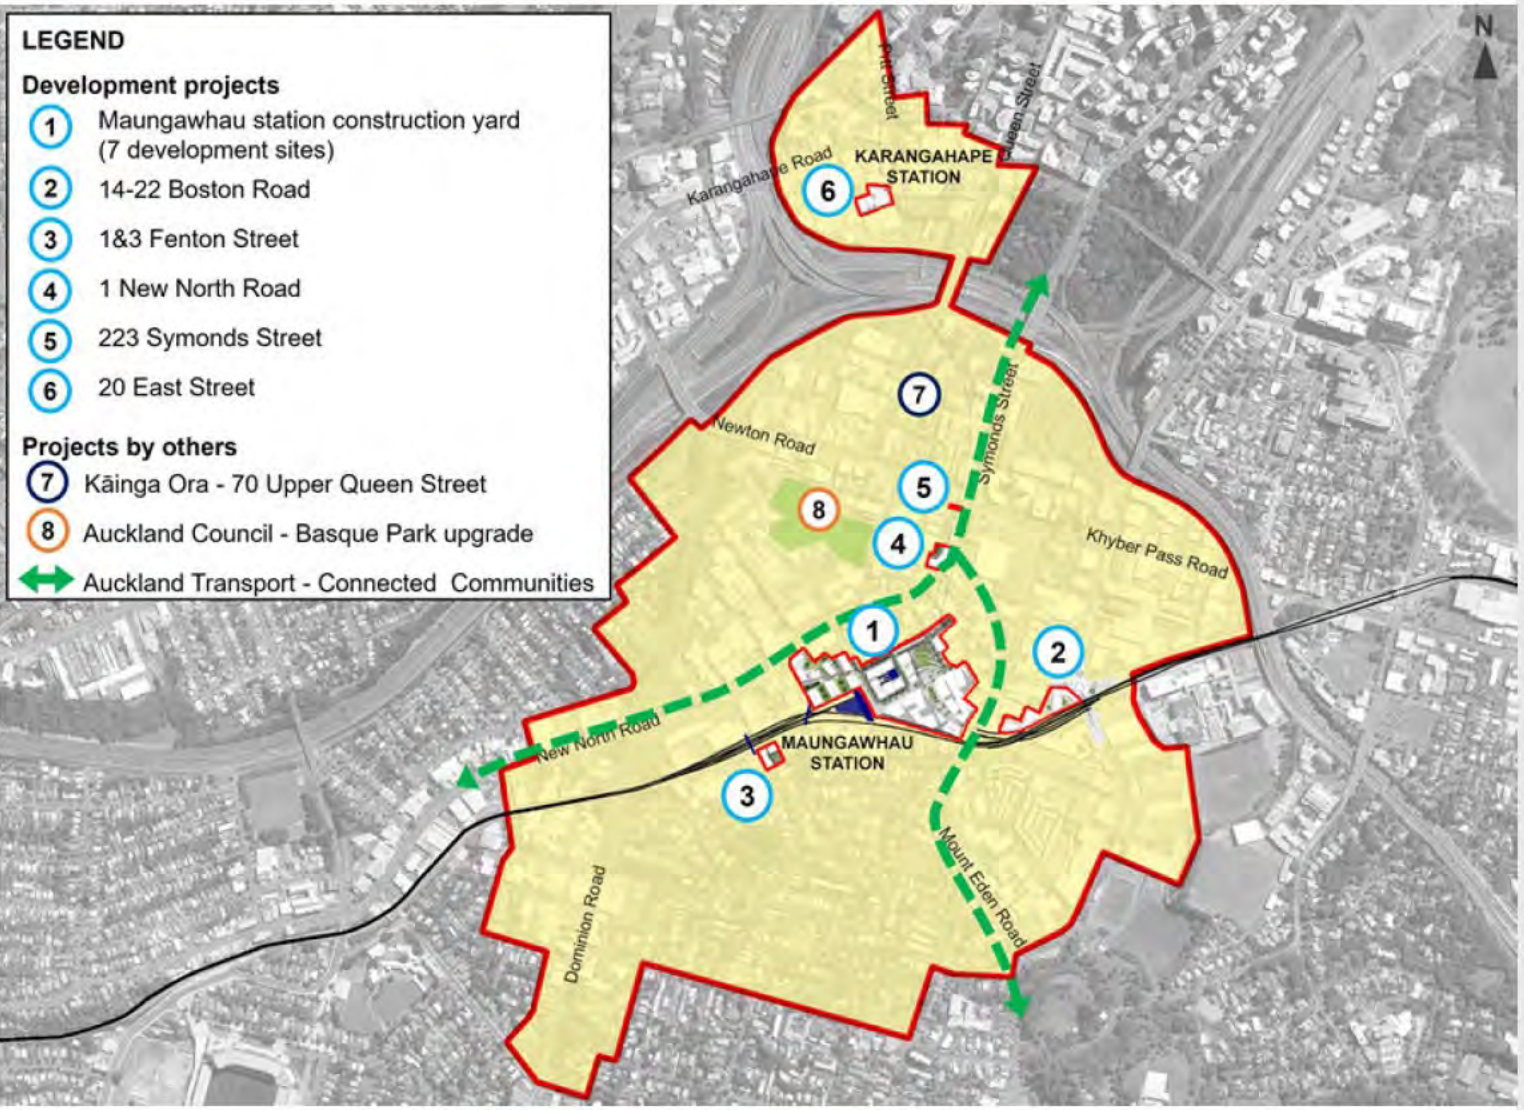 LEGEND
Development projects
1 Maungawhau station construction yard
(7 development sites)
2 14-22 Boston Road
3 1&3 Fenton Street
4 1 New North Road
5 223 Symonds Street
6 20 East Street
Projects by others
7 Kāinga Ora - 70 Upper Queen Street
8 Auckland Council - Basque Park upgrade
Auckland Transport - Connected Communities
N
Pitt Street
Queen Street
Karangahape Road
KARANGAHAPE
STATION
6
7
Symonds Street
Newton Road
5
8
4
Khyber Pass Road
1
2
New North Road
MAUNGAWHAU
STATION
3
Mount Eden Road
Dominion Road